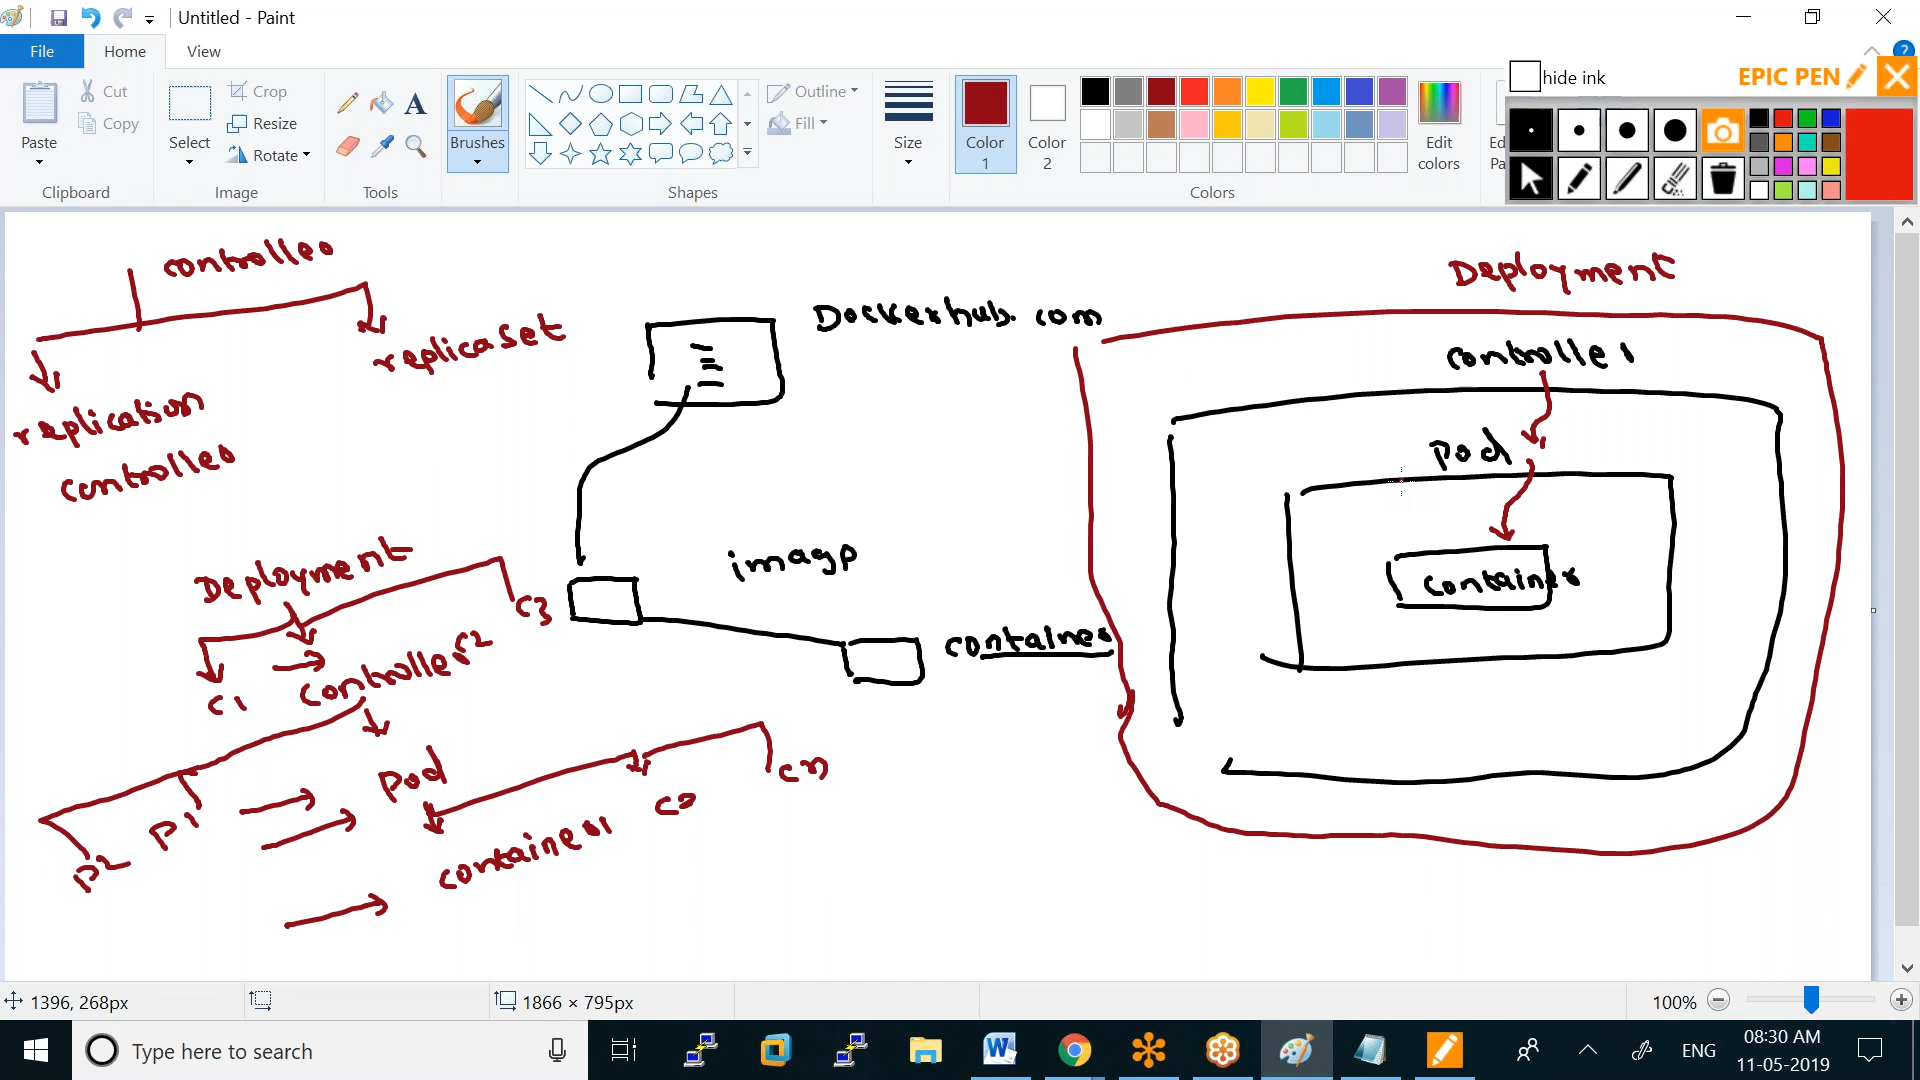 Untitled - Paint
File
Home
View
hide ink
EPIC PEN
Paste
Cut
Copy
Clipboard
Select
Crop
Resize
Rotate
Image
Tools
Brushes
Shapes
Outline
Fill
Size
Color
1
Color
2
Edit
colors
Colors
controller
replicaset
replication
controller
Dockerhub.com
Deployment
controller
Pod
container
image
container
Deployment
C3
C1
controller
C2
Pod
P1
P2
container1
C2
Cn
1396, 268px
1866 × 795px
100%
Type here to search
ENG
08:30 AM
11-05-2019